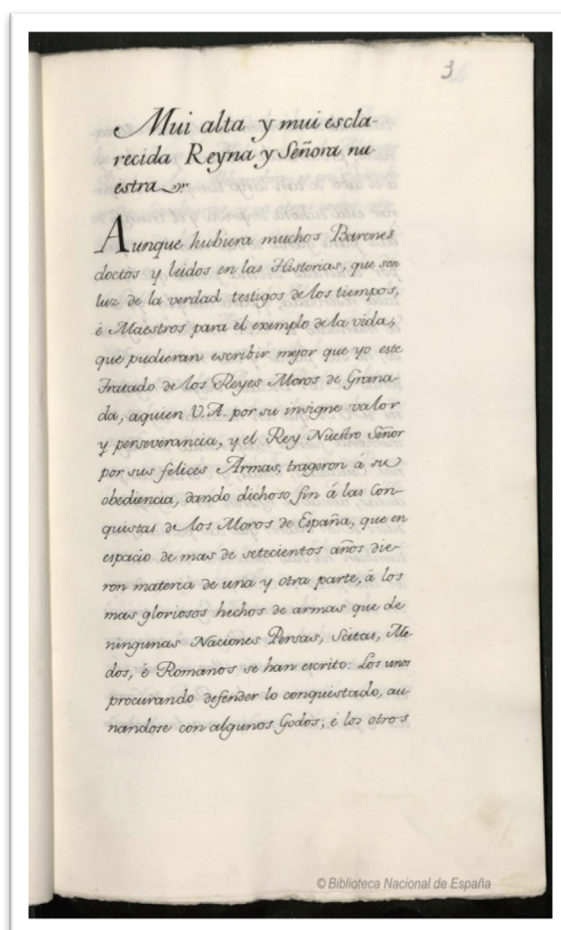 3
Mui alta y mui escla-
recida Reyna y Señora nu
estra
Aunque hubiera muchos Barones
doctos y leidos en las Historias, que son
luz de la verdad testigos de los tiempos,
é Maestros para el exemplo de la vida,
que pudieran escribir mejor que yo este
Tratado de los Reyes Moros de Grana-
da, aquien V.A. por su insigne valor
y perseverancia, y el Rey Nuestro Señor
por sus felices Armas, trageron á su
obediencia, dando dichoso fin á las Con-
quistas de los Moros de España, que en
espacio de mas de setecientos años die-
ron materia de una y otra parte, á los
mas gloriosos hechos de armas que de
ningunas Naciones Persas, Scitas, Me-
dos, é Romanos se han escrito. Los unos
procurando defender lo conquistado, au-
nandose con algunos Godos; é los otros
© Biblioteca Nacional de España